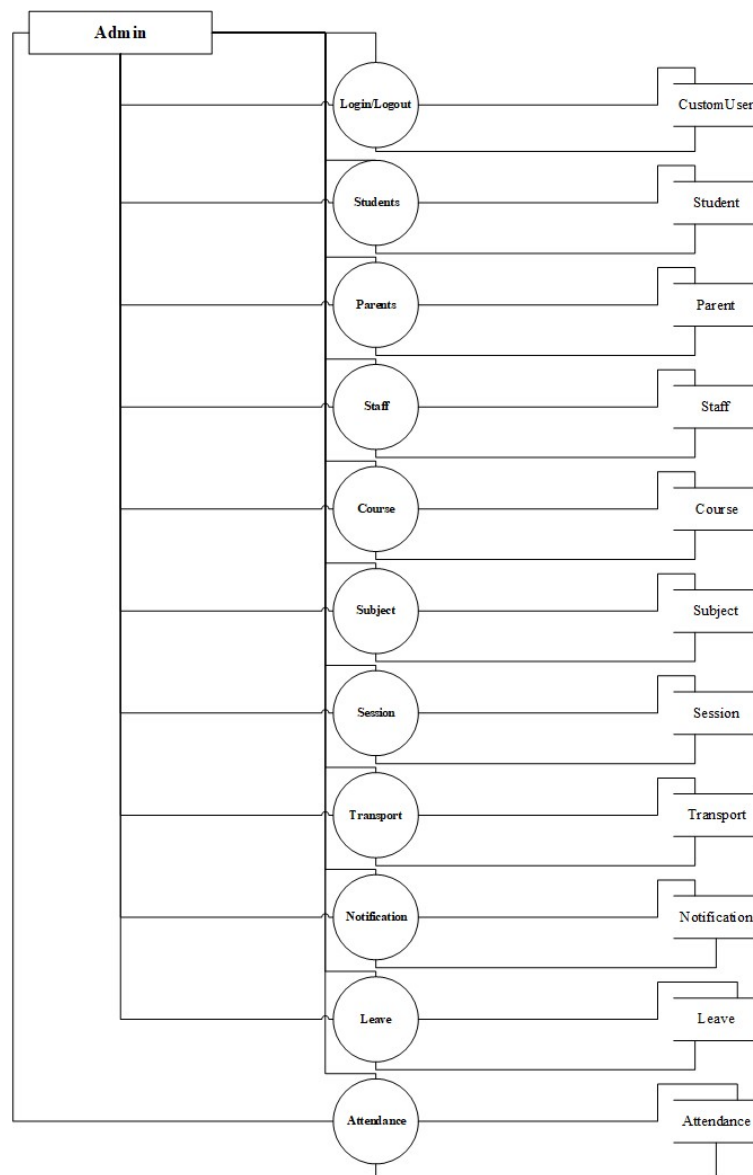 Admin
Login/Logout
CustomUser
Students
Student
Parents
Parent
Staff
Staff
Course
Course
Subject
Subject
Session
Session
Transport
Transport
Notification
Notification
Leave
Leave
Attendance
Attendance